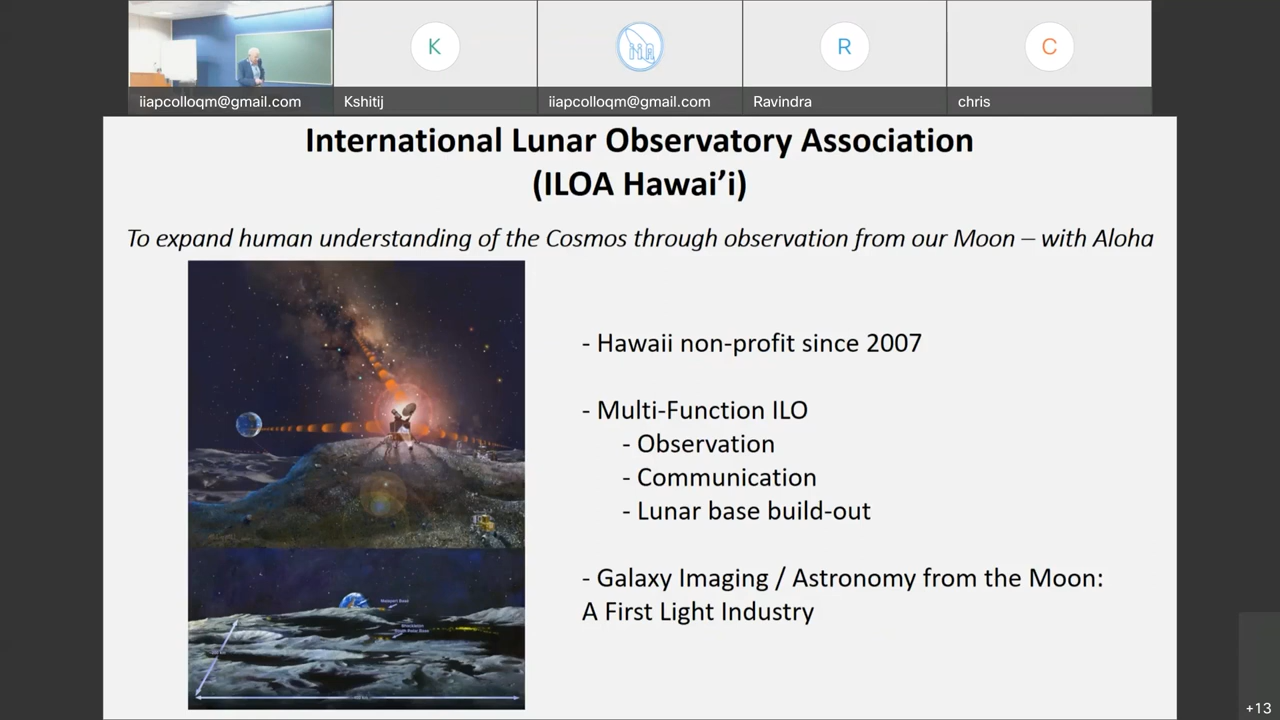 K
R
C
iiapcolloqm@gmail.com
Kshitij
iiapcolloqm@gmail.com
Ravindra
chris
International Lunar Observatory Association
(ILOA Hawai’i)
To expand human understanding of the Cosmos through observation from our Moon – with Aloha
- Hawaii non-profit since 2007
- Multi-Function ILO
- Observation
- Communication
- Lunar base build-out
- Galaxy Imaging / Astronomy from the Moon:
A First Light Industry
+13